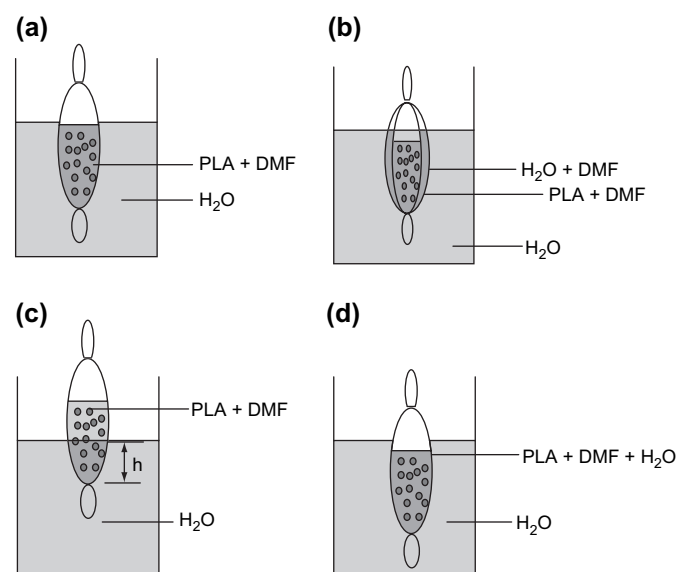 (a)
PLA + DMF
H₂O
(b)
H₂O + DMF
PLA + DMF
H₂O
(c)
PLA + DMF
h
H₂O
(d)
PLA + DMF + H₂O
H₂O